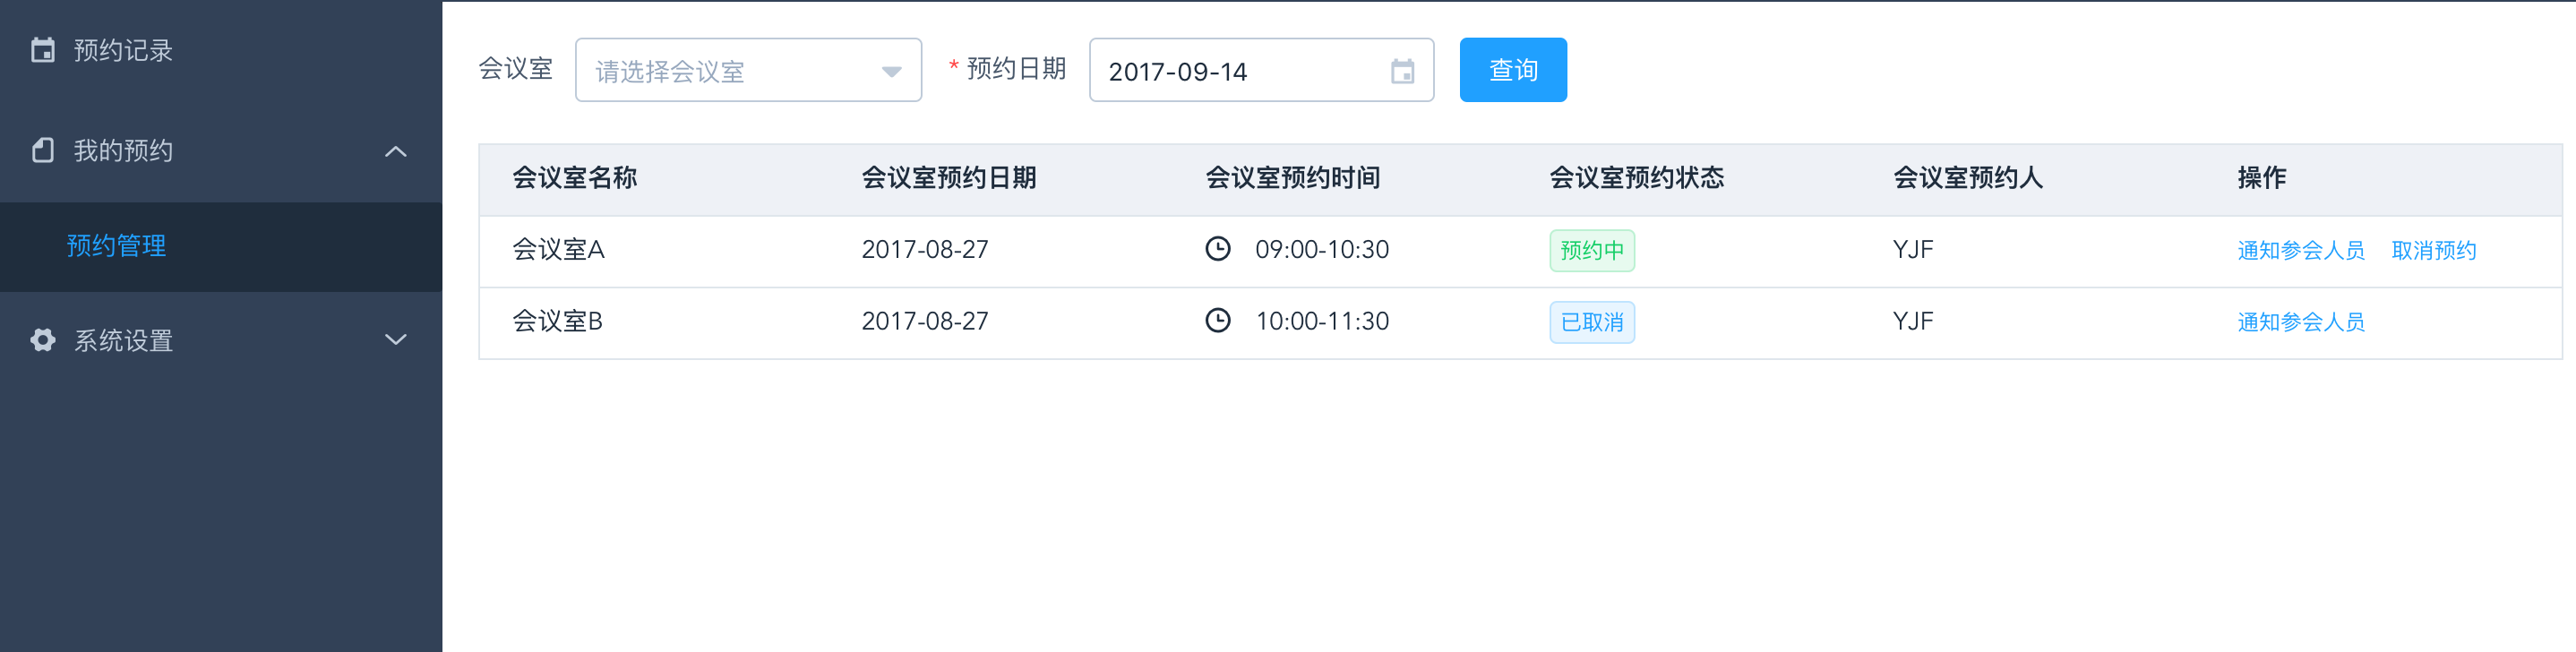 预约记录
我的预约
预约管理
系统设置
会议室 请选择会议室 * 预约日期 2017-09-14 查询
会议室名称 会议室预约日期 会议室预约时间 会议室预约状态 会议室预约人 操作
会议室A 2017-08-27 09:00-10:30 预约中 YJF 通知参会人员 取消预约
会议室B 2017-08-27 10:00-11:30 已取消 YJF 通知参会人员